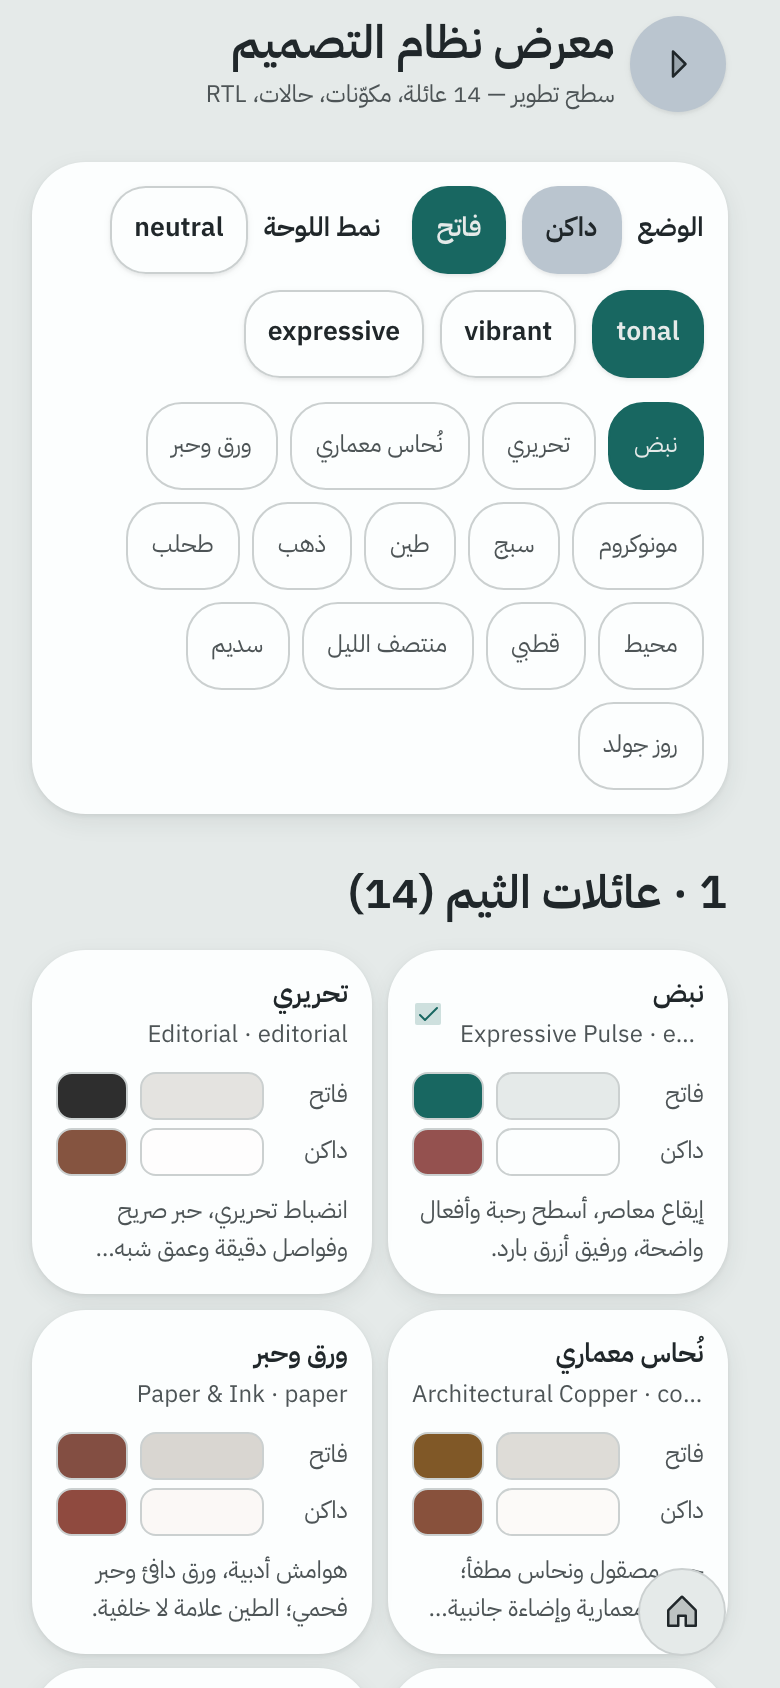 معرض نظام التصميم
سطح تطوير — 14 عائلة، مكوّنات، حالات، RTL
الوضع داكن فاتح نمط اللوحة neutral
tonal vibrant expressive
نبض تحريري نُحاس معماري ورق وحبر
مونوكروم سبج طين ذهب طحلب
محيط قطبي منتصف الليل سديم
روز جولد
1 · عائلات الثيم (14)
نبض
Expressive Pulse · e...
فاتح
داكن
إيقاع معاصر، أسطح رحبة وأفعال
واضحة، ورفيق أزرق بارد.
تحريري
Editorial · editorial
فاتح
داكن
انضباط تحريري، حبر صريح
وفواصل دقيقة وعمق شبه...
نُحاس معماري
Architectural Copper · co...
فاتح
داكن
مصقول ونحاس مطفأ؛
معمارية وإضاءة جانبية...
ورق وحبر
Paper & Ink · paper
فاتح
داكن
هوامش أدبية، ورق دافئ وحبر
فحمي؛ الطين علامة لا خلفية.